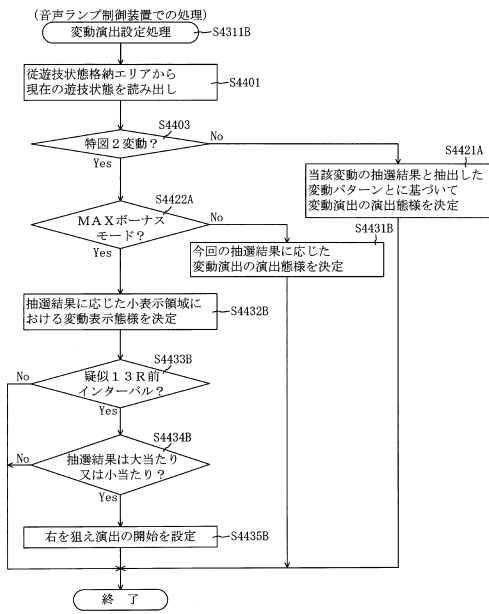 (音声ランプ制御装置での処理)
変動演出設定処理
S4311B
従遊技状態格納エリアから
現在の遊技状態を読み出し
S4401
S4403
特図2変動?
No
Yes
S4421A
当該変動の抽選結果と抽出した
変動パターンとに基づいて
変動演出の演出態様を決定
S4422A
MAXボーナス
モード?
No
Yes
S4431B
今回の抽選結果に応じた
変動演出の演出態様を決定
抽選結果に応じた小表示領域に
おける変動表示態様を決定
S4432B
S4433B
疑似13R前
インターバル?
No
Yes
S4434B
抽選結果は大当たり
又は小当たり?
No
Yes
右を狙え演出の開始を設定
S4435B
終 了